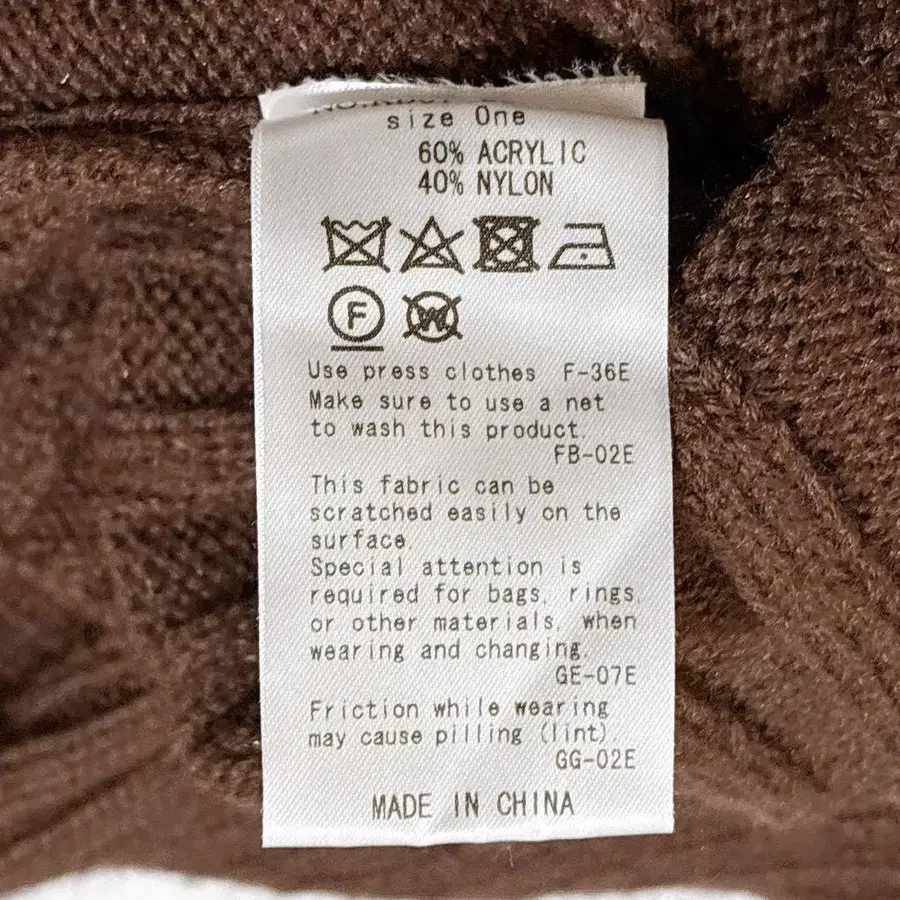 size One
60% ACRYLIC
40% NYLON
F W
Use press clothes F-36E
Make sure to use a net
to wash this product.
FB-02E
This fabric can be
scratched easily on the
surface.
Special attention is
required for bags, rings,
or other materials, when
wearing and changing.
GE-07E
Friction while wearing
may cause pilling (lint).
GG-02E
MADE IN CHINA